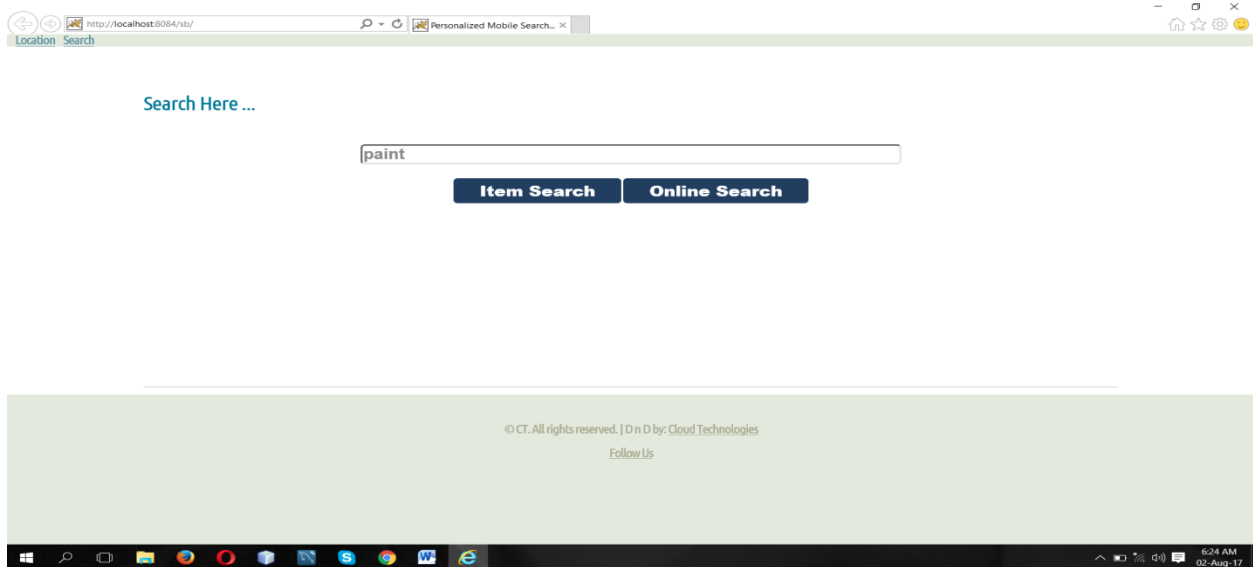 http://localhost:8084/sb/
Personalized Mobile Search...
Location Search
Search Here ...
paint
Item Search Online Search
© CT. All rights reserved. | D n D by: Cloud Technologies
Follow Us
6:24 AM
02-Aug-17